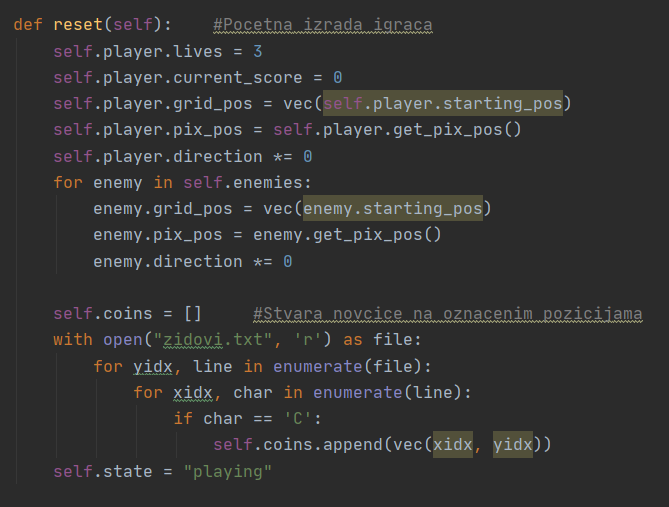 def reset(self):    #Pocetna izrada igraca
    self.player.lives = 3
    self.player.current_score = 0
    self.player.grid_pos = vec(self.player.starting_pos)
    self.player.pix_pos = self.player.get_pix_pos()
    self.player.direction *= 0
    for enemy in self.enemies:
        enemy.grid_pos = vec(enemy.starting_pos)
        enemy.pix_pos = enemy.get_pix_pos()
        enemy.direction *= 0

    self.coins = []     #Stvara novcice na oznacenim pozicijama
    with open("zidovi.txt", 'r') as file:
        for yidx, line in enumerate(file):
            for xidx, char in enumerate(line):
                if char == 'C':
                    self.coins.append(vec(xidx, yidx))
    self.state = "playing"